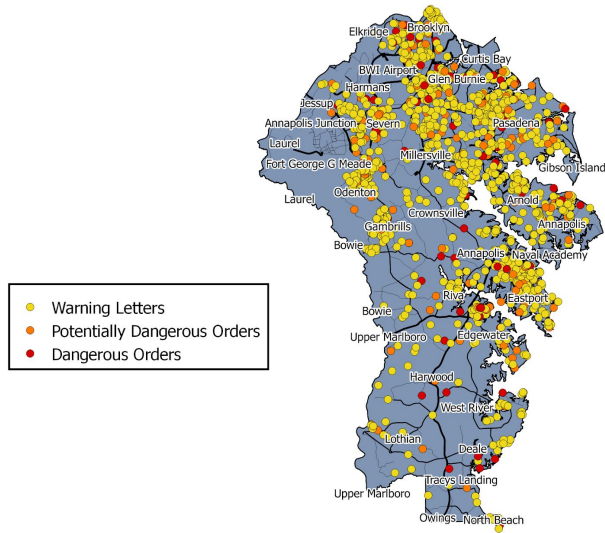 Brooklyn
Elkridge
Curtis Bay
BWI Airport
Glen Burnie
Harmans
Jessup
Annapolis Junction
Severn
Pasadena
Laurel
Millersville
Fort George G Meade
Gibson Island
Odenton
Laurel
Arnold
Crownsville
Gambrills
Annapolis
Bowie
Annapolis
Naval Academy
Riva
Eastport
Warning Letters
Bowie
Potentially Dangerous Orders
Upper Marlboro
Edgewater
Dangerous Orders
Harwood
West River
Lothian
Deale
Tracys Landing
Upper Marlboro
Owings
North Beach